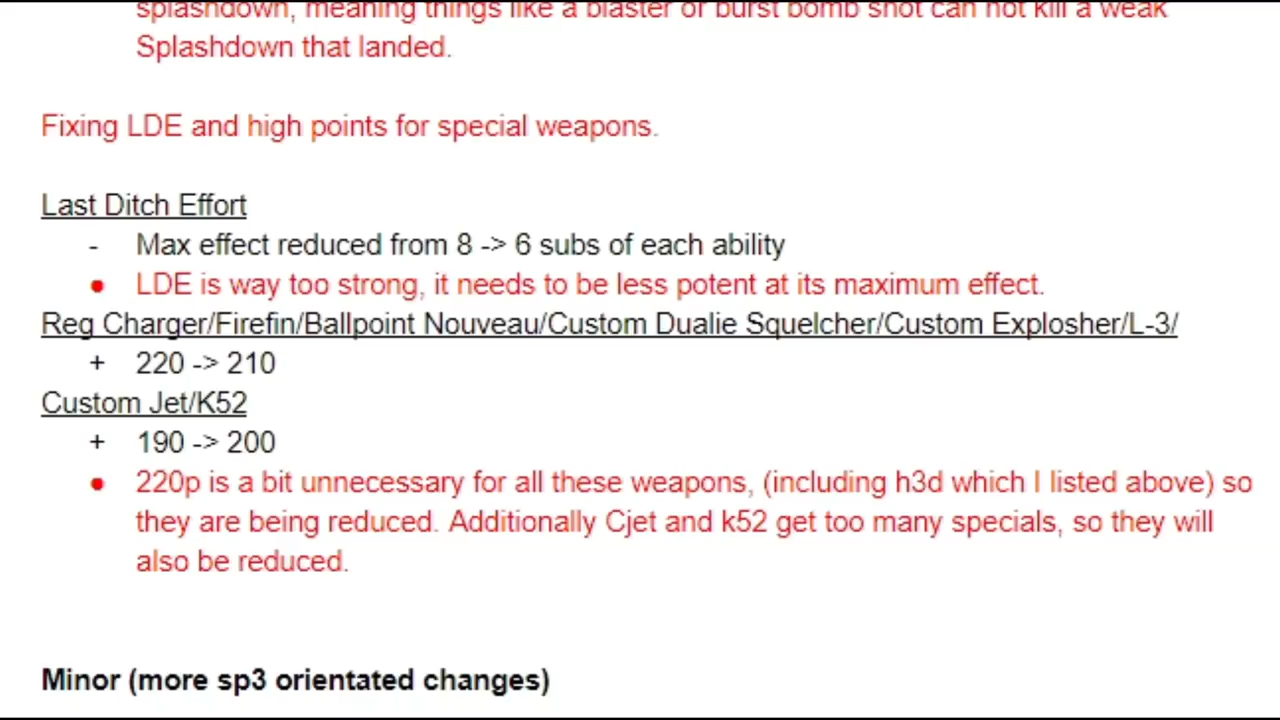 splashdown, meaning things like a blaster or burst bomb shot can not kill a weak
Splashdown that landed.
Fixing LDE and high points for special weapons.
Last Ditch Effort
- Max effect reduced from 8 -> 6 subs of each ability
● LDE is way too strong, it needs to be less potent at its maximum effect.
Reg Charger/Firefin/Ballpoint Nouveau/Custom Dualie Squelcher/Custom Explosher/L-3/
+ 220 -> 210
Custom Jet/K52
+ 190 -> 200
● 220p is a bit unnecessary for all these weapons, (including h3d which I listed above) so
they are being reduced. Additionally Cjet and k52 get too many specials, so they will
also be reduced.
Minor (more sp3 orientated changes)